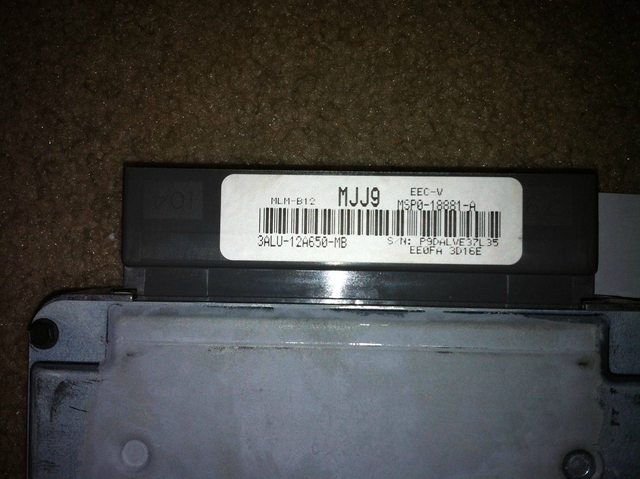 MLM-B12 MJJ9 EEC-V
MSP0-18881-A
3ALU-12A650-MB S/N: P9DALVE37L35
EE0FA 3D16E